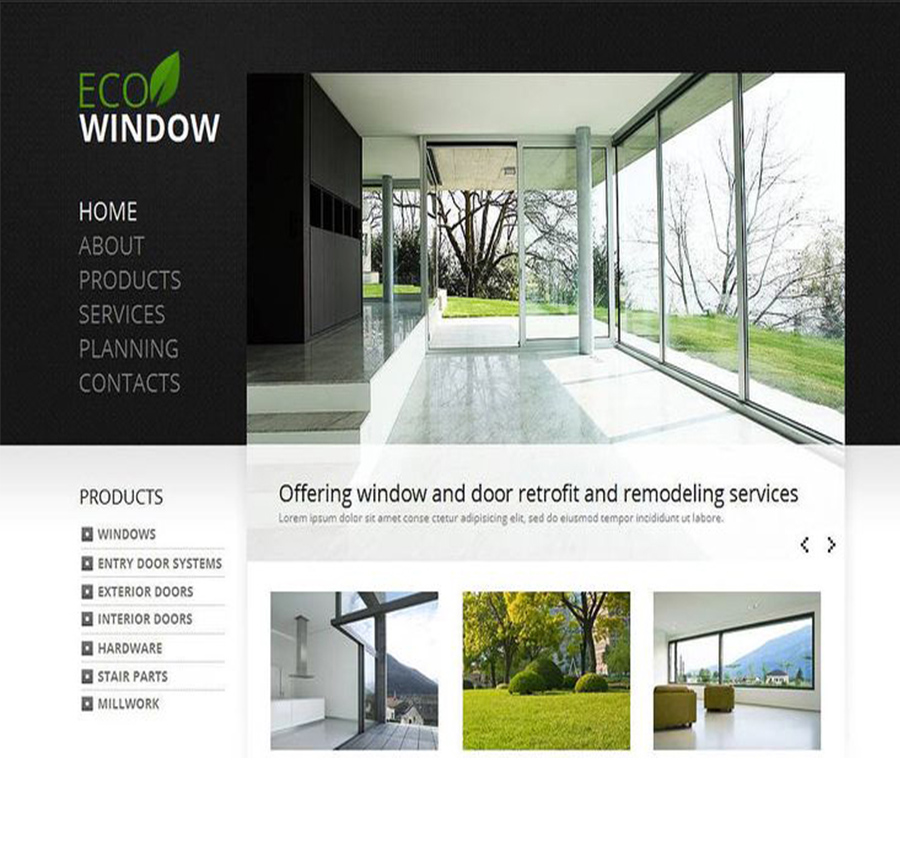 ECO
WINDOW
HOME
ABOUT
PRODUCTS
SERVICES
PLANNING
CONTACTS
Offering window and door retrofit and remodeling services
Lorem ipsum dolor sit amet conse ctetur adipisicing elit, sed do eiusmod tempor incididunt ut labore.
PRODUCTS
WINDOWS
ENTRY DOOR SYSTEMS
EXTERIOR DOORS
INTERIOR DOORS
HARDWARE
STAIR PARTS
MILLWORK